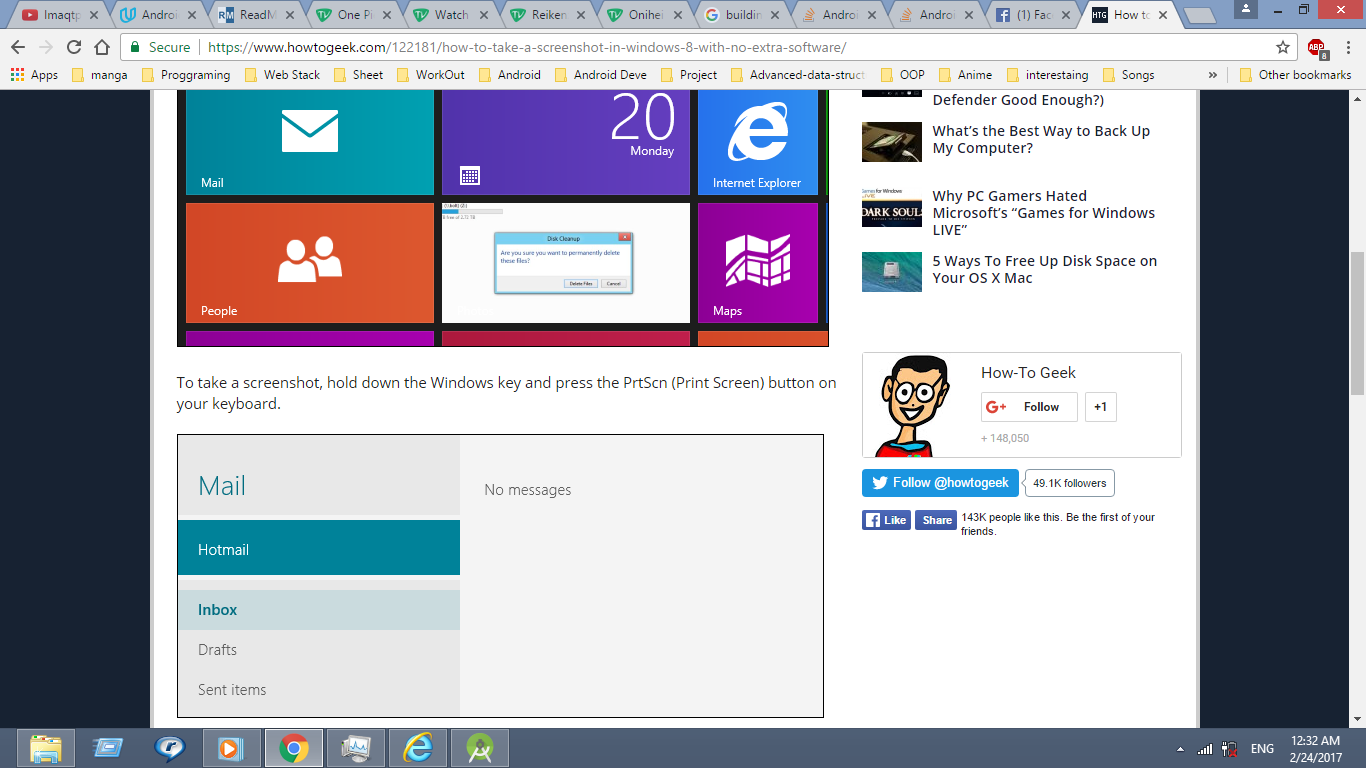 Imaqtp
Androi
RM ReadM
One Pi
Watch
Reiken
Onihei
buildin
Androi
Androi
(1) Fac
HTG How to
Secure https://www.howtogeek.com/122181/how-to-take-a-screenshot-in-windows-8-with-no-extra-software/
ABP 8
Apps manga Proggraming Web Stack Sheet WorkOut Android Android Deve Project Advanced-data-struct OOP Anime interestaing Songs » Other bookmarks
Mail
20
Monday
Internet Explorer
People
Disk Cleanup
Are you sure you want to permanently delete
these files?
Delete Files Cancel
Maps
To take a screenshot, hold down the Windows key and press the PrtScn (Print Screen) button on
your keyboard.
Mail
No messages
Hotmail
Inbox
Drafts
Sent items
Defender Good Enough?)
What's the Best Way to Back Up
My Computer?
Games for Windows
LIVE
DARK SOULS
Why PC Gamers Hated
Microsoft's “Games for Windows
LIVE”
5 Ways To Free Up Disk Space on
Your OS X Mac
How-To Geek
G+ Follow +1
+ 148,050
Follow @howtogeek 49.1K followers
Like Share 143K people like this. Be the first of your
friends.
ENG
12:32 AM
2/24/2017